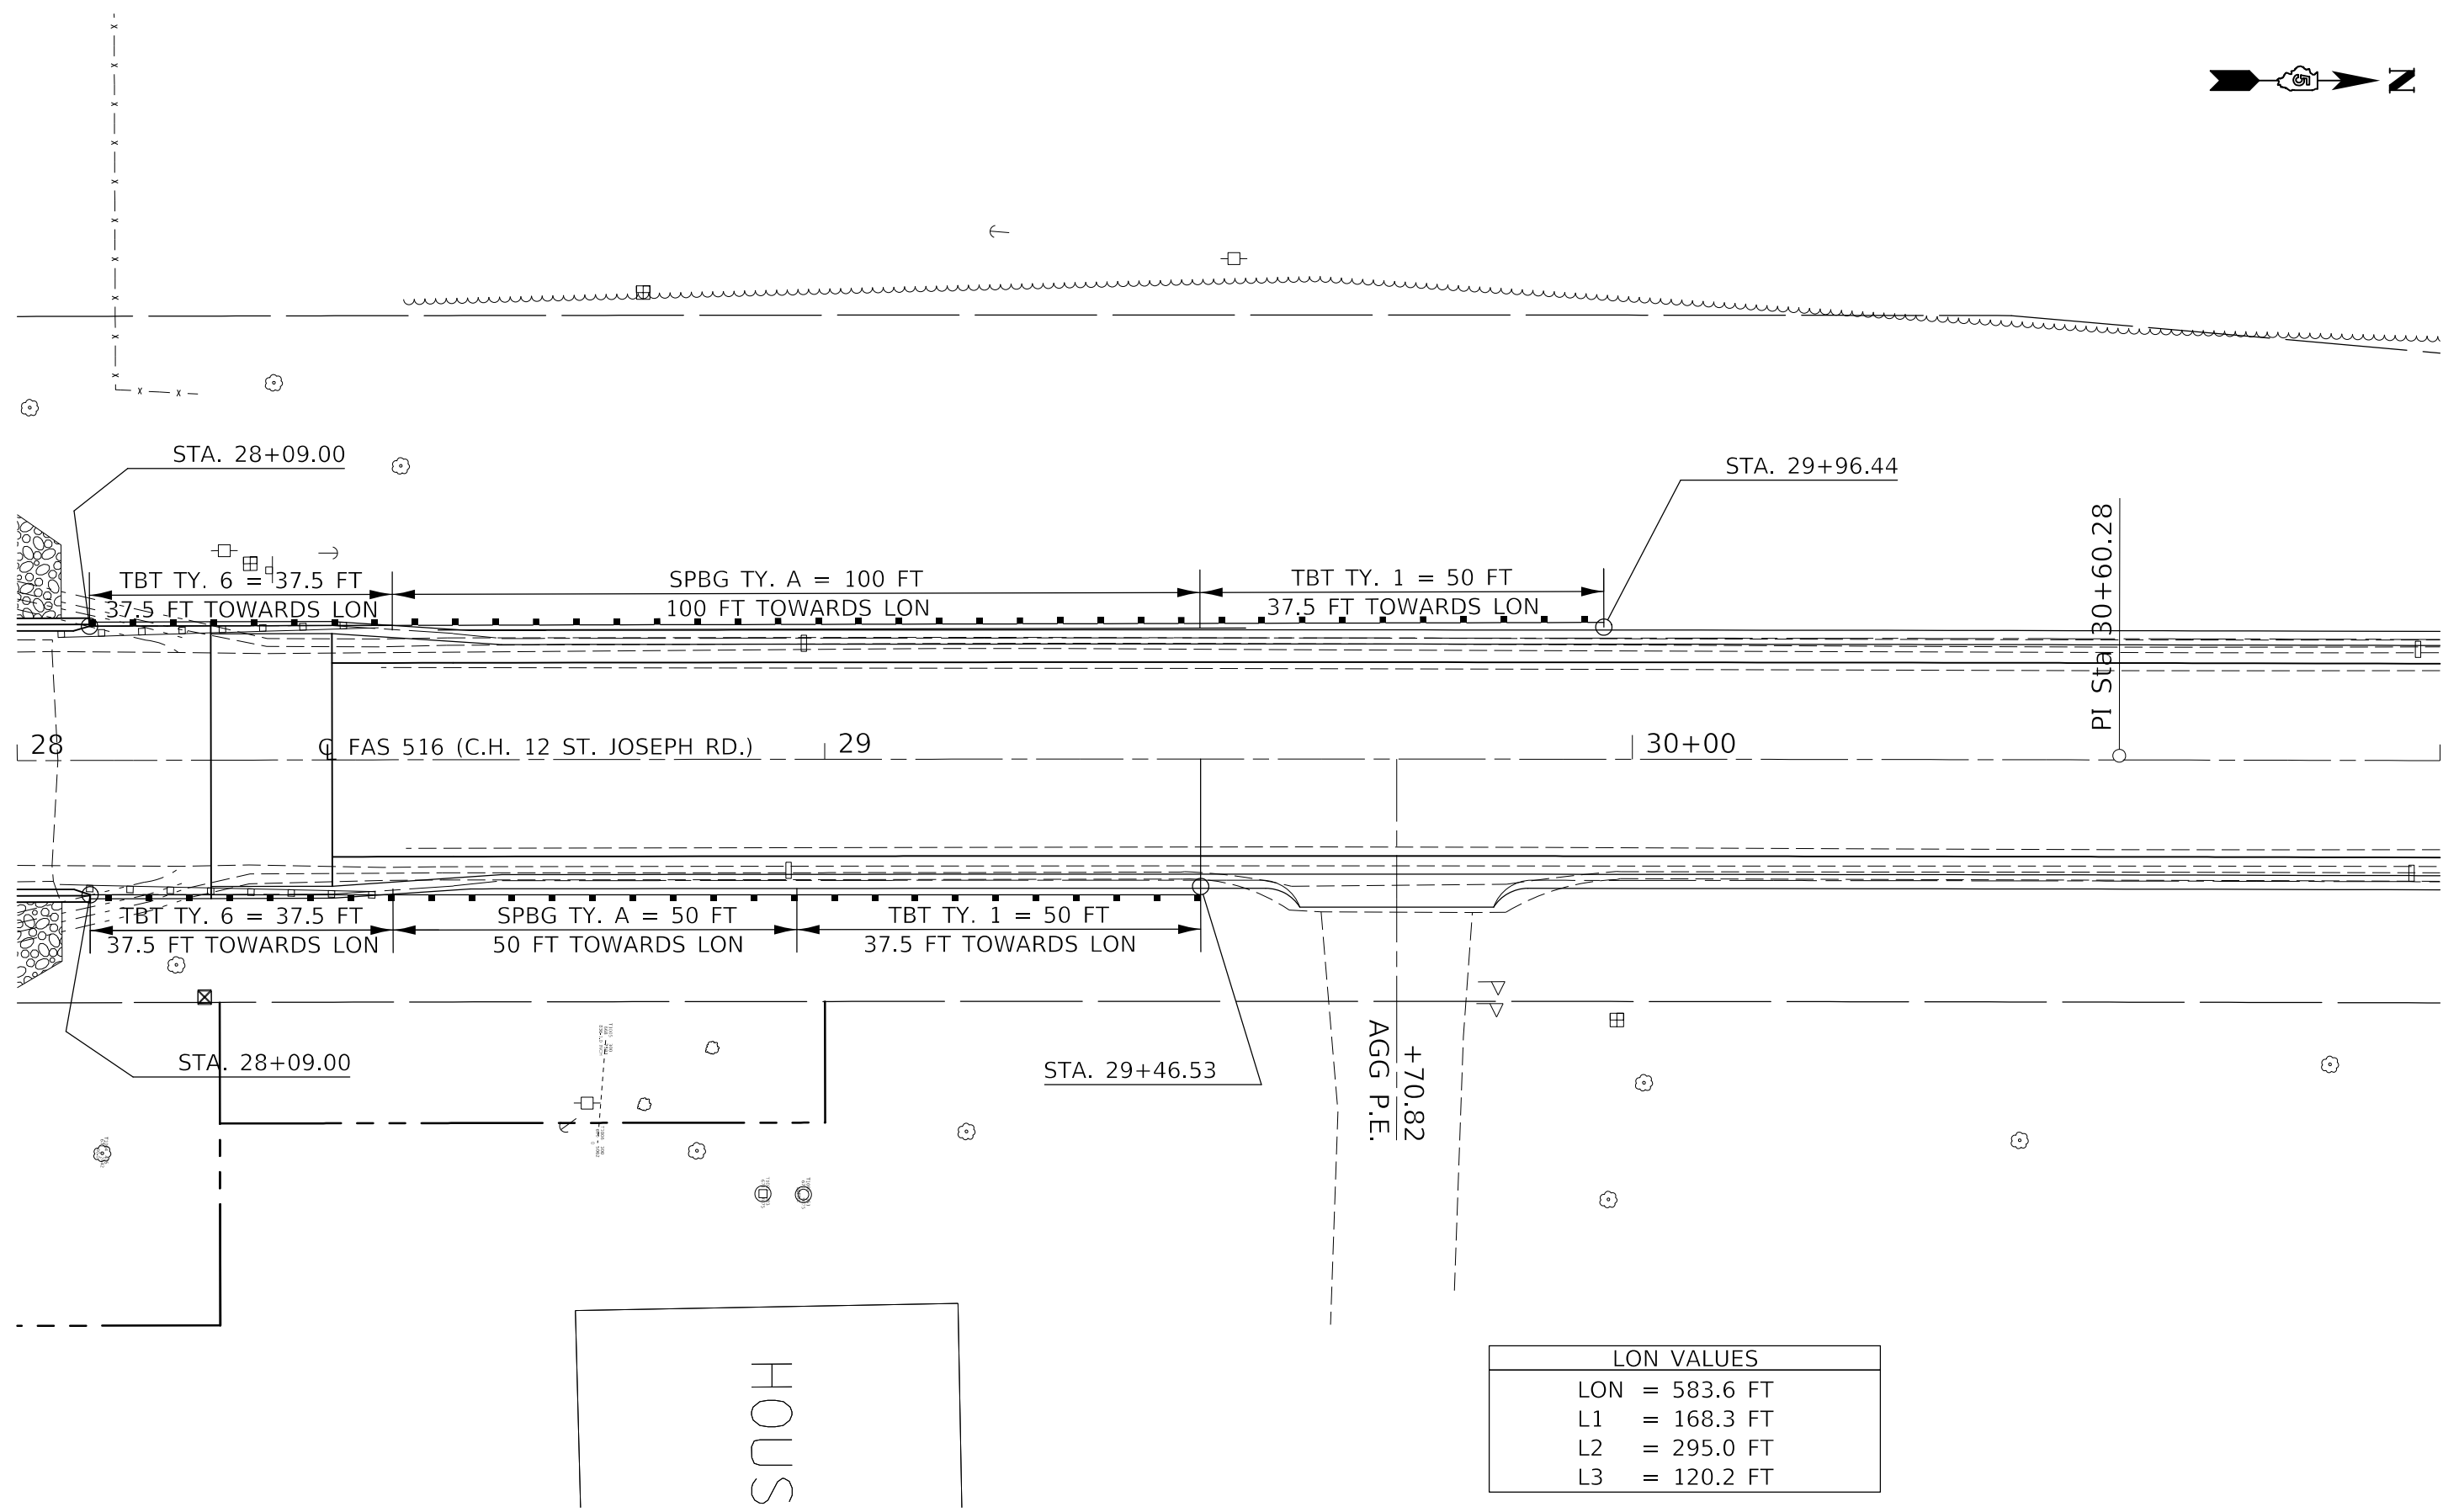 5 N
STA. 28+09.00
STA. 29+96.44
PI Sta 30+60.28
TBT TY. 6 = 37.5 FT
37.5 FT TOWARDS LON
SPBG TY. A = 100 FT
100 FT TOWARDS LON
TBT TY. 1 = 50 FT
37.5 FT TOWARDS LON
28
℄ FAS 516 (C.H. 12 ST. JOSEPH RD.)
29
30+00
TBT TY. 6 = 37.5 FT
37.5 FT TOWARDS LON
SPBG TY. A = 50 FT
50 FT TOWARDS LON
TBT TY. 1 = 50 FT
37.5 FT TOWARDS LON
STA. 28+09.00
STA. 29+46.53
+70.82
AGG P.E.
HOUS
LON VALUES
LON = 583.6 FT
L1 = 168.3 FT
L2 = 295.0 FT
L3 = 120.2 FT